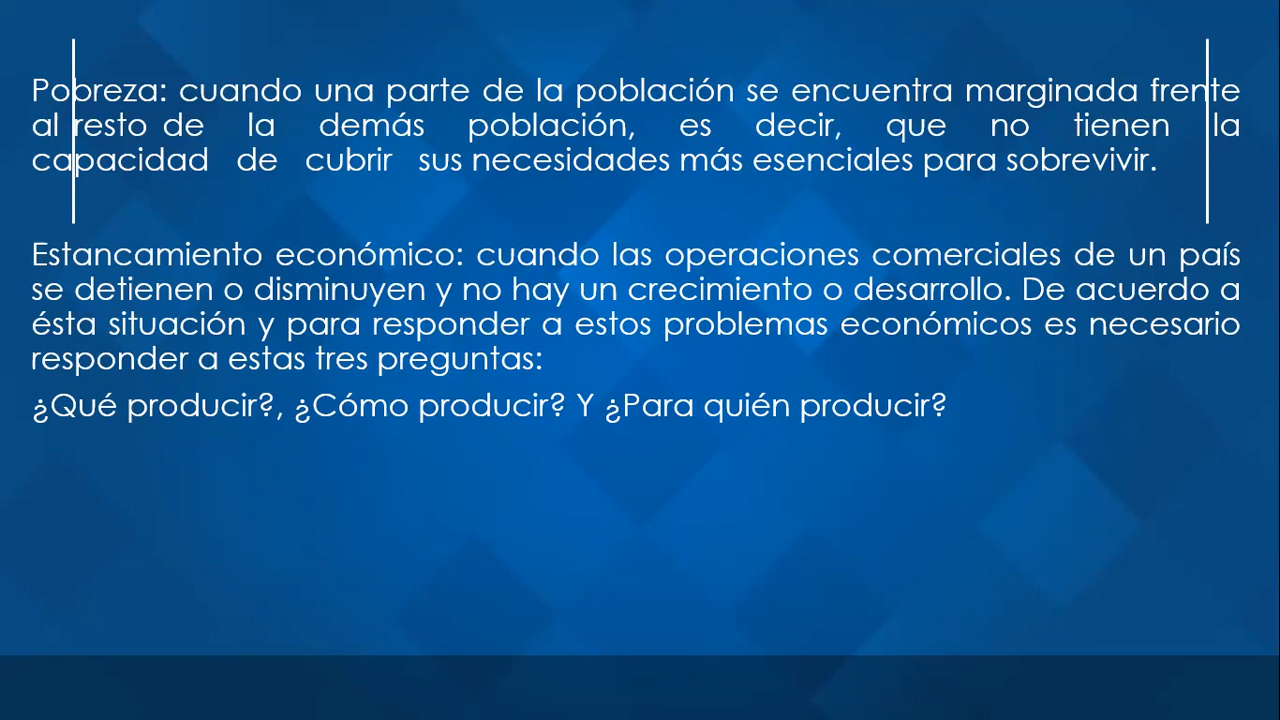 Pobreza: cuando una parte de la población se encuentra marginada frente
al resto de la demás población, es decir, que no tienen la
capacidad de cubrir sus necesidades más esenciales para sobrevivir.
Estancamiento económico: cuando las operaciones comerciales de un país
se detienen o disminuyen y no hay un crecimiento o desarrollo. De acuerdo a
ésta situación y para responder a estos problemas económicos es necesario
responder a estas tres preguntas:
¿Qué producir?, ¿Cómo producir? Y ¿Para quién producir?